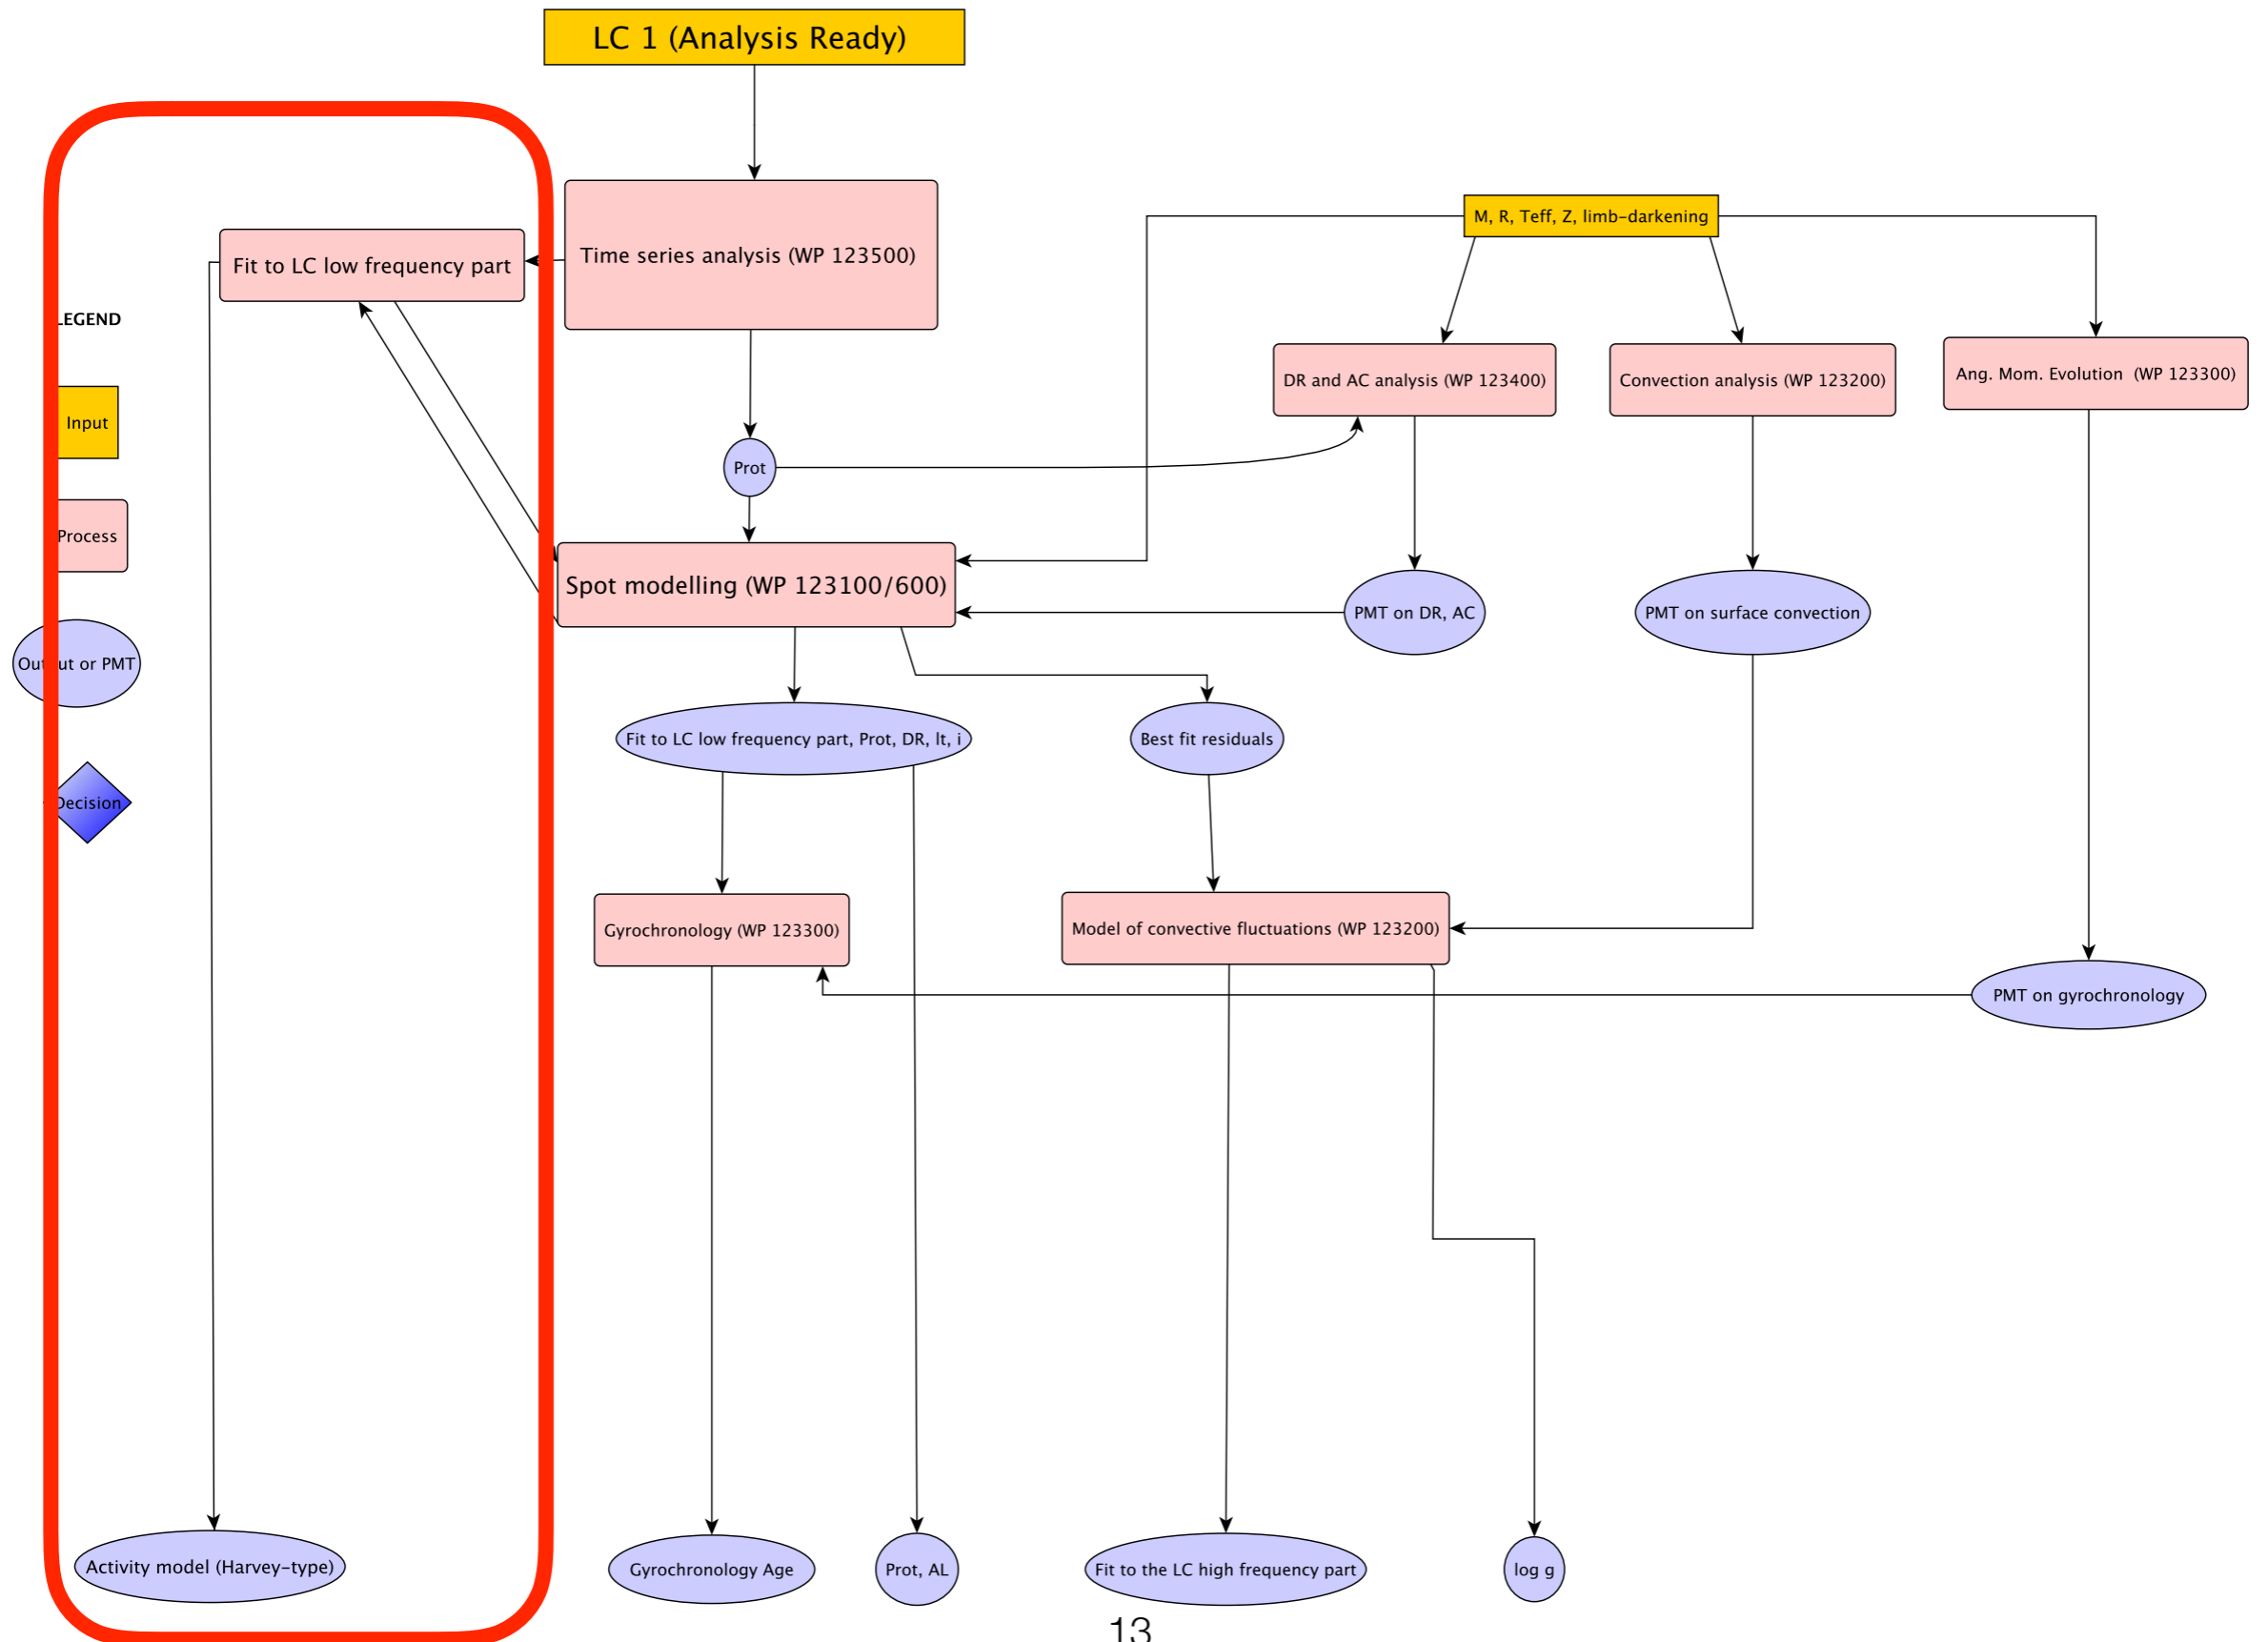 LC 1 (Analysis Ready)
Time series analysis (WP 123500)
M, R, Teff, Z, limb-darkening
Fit to LC low frequency part
LEGEND
Input
Process
Output or PMT
Decision
DR and AC analysis (WP 123400)
Convection analysis (WP 123200)
Ang. Mom. Evolution (WP 123300)
Prot
Spot modelling (WP 123100/600)
PMT on DR, AC
PMT on surface convection
Fit to LC low frequency part, Prot, DR, lt, i
Best fit residuals
Gyrochronology (WP 123300)
Model of convective fluctuations (WP 123200)
PMT on gyrochronology
Activity model (Harvey-type)
Gyrochronology Age
Prot, AL
Fit to the LC high frequency part
log g
13